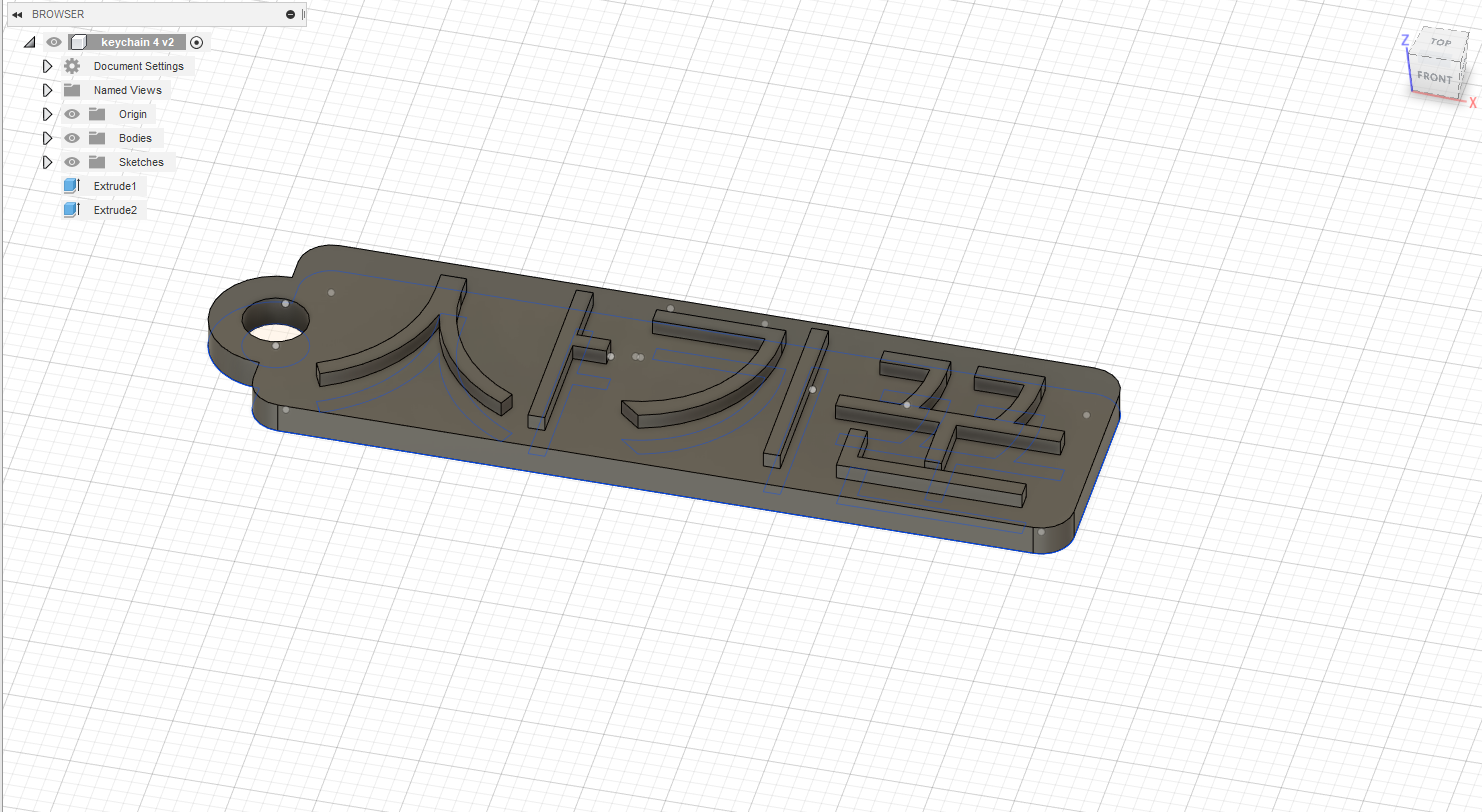 BROWSER
keychain 4 v2
Document Settings
Named Views
Origin
Bodies
Sketches
Extrude1
Extrude2
Z
TOP
FRONT
X
사기꾼